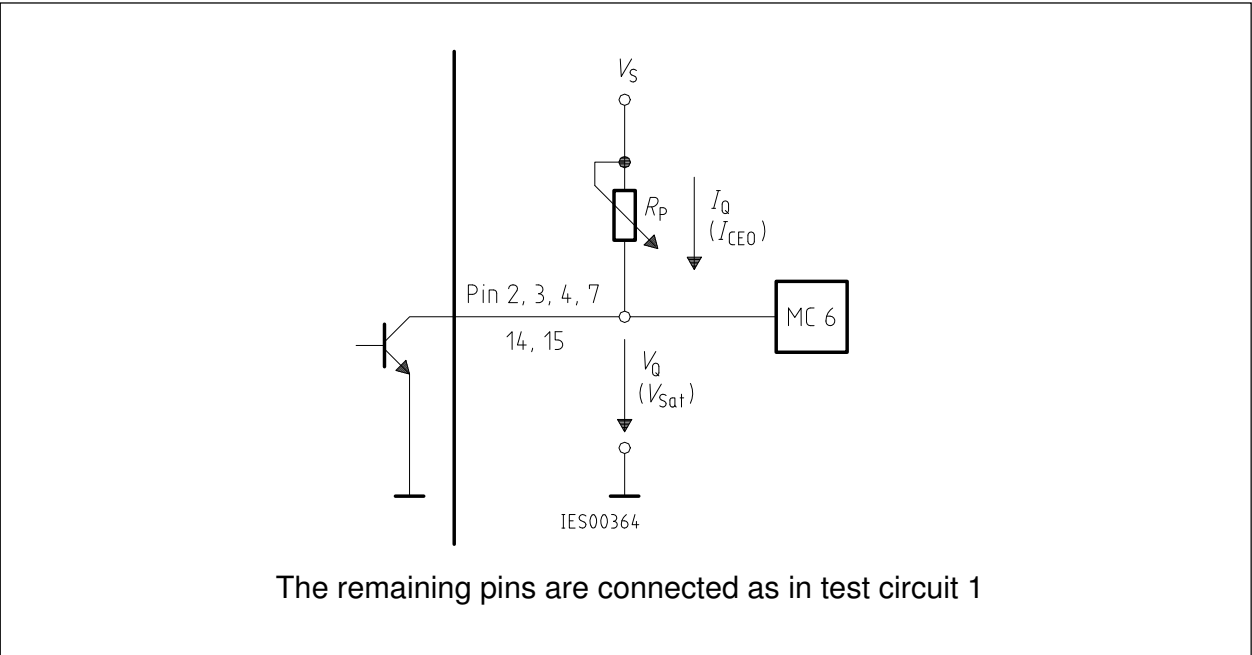 V_S
R_P
I_Q
(I_CEO)
Pin 2, 3, 4, 7
14, 15
MC 6
V_Q
(V_Sat)
IES00364
The remaining pins are connected as in test circuit 1